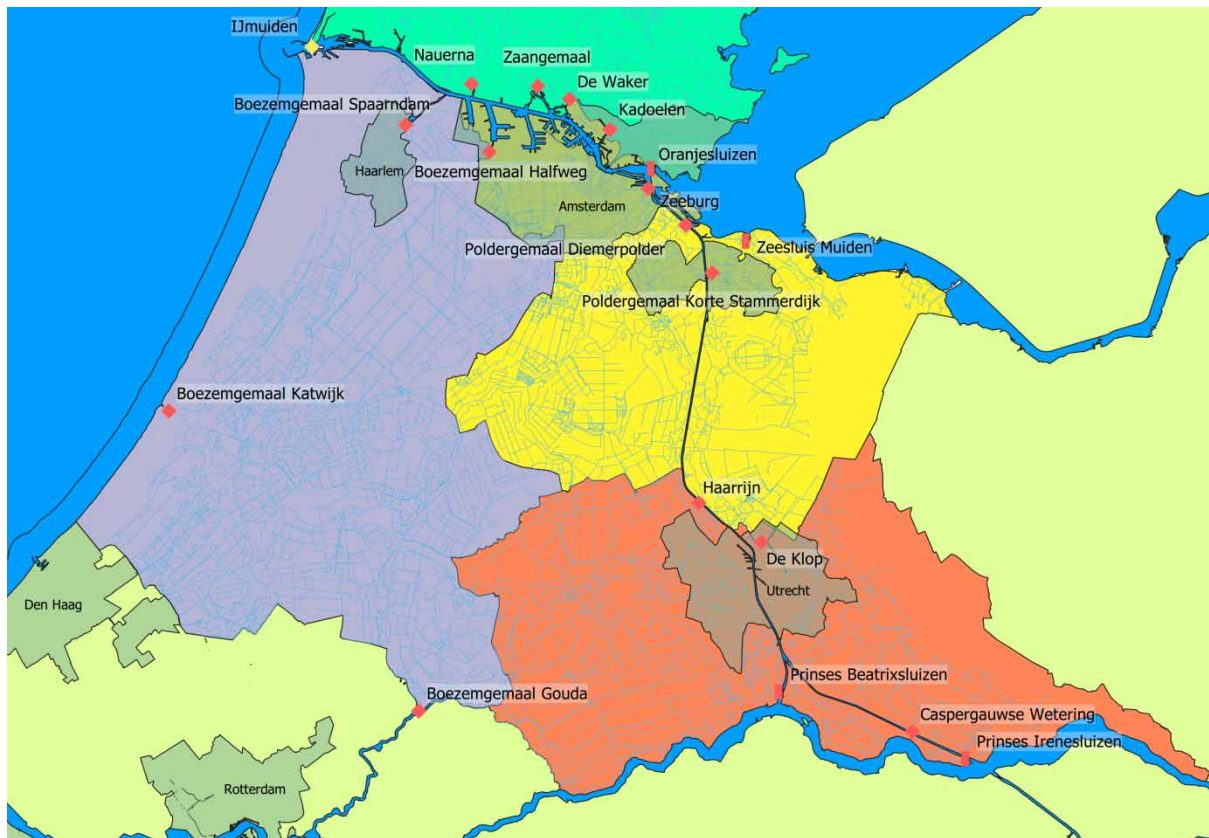 IJmuiden
Nauerna
Zaangemaal
De Waker
Boezemgemaal Spaarndam
Kadoelen
Oranjesluizen
Haarlem
Boezemgemaal Halfweg
Amsterdam
Zeeburg
Poldergemaal Diemerpolder
Zeesluis Muiden
Poldergemaal Korte Stammerdijk
Boezemgemaal Katwijk
Haarrijn
De Klop
Utrecht
Den Haag
Prinses Beatrixsluizen
Boezemgemaal Gouda
Caspergauwse Wetering
Prinses Irenesluizen
Rotterdam